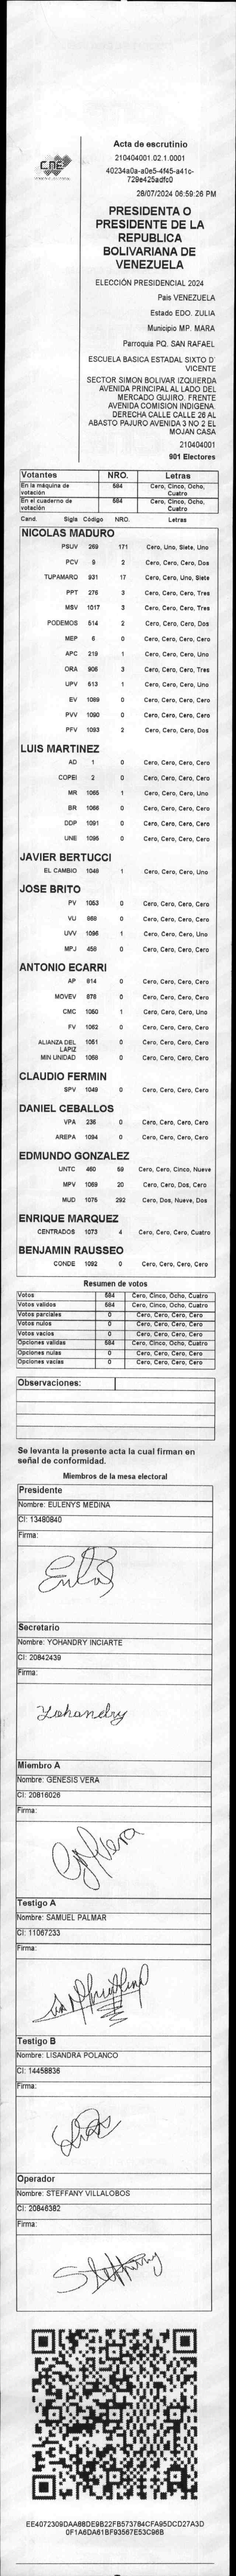 CNE
Acta de escrutinio
210404001.02.1.0001
40234a0a-a0e5-4f45-a41c-
729e425adfc0
28/07/2024 06:59:26 PM
PRESIDENTA O
PRESIDENTE DE LA
REPUBLICA
BOLIVARIANA DE
VENEZUELA
ELECCIÓN PRESIDENCIAL 2024
Pais VENEZUELA
Estado EDO. ZULIA
Municipio MP. MARA
Parroquia PQ. SAN RAFAEL
ESCUELA BASICA ESTADAL SIXTO D'
VICENTE
SECTOR SIMON BOLIVAR IZQUIERDA
AVENIDA PRINCIPAL AL LADO DEL
MERCADO GUJIRO. FRENTE
AVENIDA COMISION INDIGENA.
DERECHA CALLE CALLE 26 AL
ABASTO PAJURO AVENIDA 3 NO 2 EL
MOJAN CASA
210404001
901 Electores
Votantes NRO. Letras
En la máquina de votación 584 Cero, Cinco, Ocho, Cuatro
En el cuaderno de votación 584 Cero, Cinco, Ocho, Cuatro
Cand. Sigla Código NRO. Letras
NICOLAS MADURO
PSUV 269 171 Cero, Uno, Siete, Uno
PCV 9 2 Cero, Cero, Cero, Dos
TUPAMARO 931 17 Cero, Cero, Uno, Siete
PPT 276 3 Cero, Cero, Cero, Tres
MSV 1017 3 Cero, Cero, Cero, Tres
PODEMOS 514 2 Cero, Cero, Cero, Dos
MEP 6 0 Cero, Cero, Cero, Cero
APC 219 1 Cero, Cero, Cero, Uno
ORA 906 3 Cero, Cero, Cero, Tres
UPV 513 1 Cero, Cero, Cero, Uno
EV 1089 0 Cero, Cero, Cero, Cero
PVV 1090 0 Cero, Cero, Cero, Cero
PFV 1093 2 Cero, Cero, Cero, Dos
LUIS MARTINEZ
AD 1 0 Cero, Cero, Cero, Cero
COPEI 2 0 Cero, Cero, Cero, Cero
MR 1065 1 Cero, Cero, Cero, Uno
BR 1066 0 Cero, Cero, Cero, Cero
DDP 1091 0 Cero, Cero, Cero, Cero
UNE 1095 0 Cero, Cero, Cero, Cero
JAVIER BERTUCCI
EL CAMBIO 1048 1 Cero, Cero, Cero, Uno
JOSE BRITO
PV 1053 0 Cero, Cero, Cero, Cero
VU 969 0 Cero, Cero, Cero, Cero
UVV 1096 1 Cero, Cero, Cero, Uno
MPJ 456 0 Cero, Cero, Cero, Cero
ANTONIO ECARRI
AP 814 0 Cero, Cero, Cero, Cero
MOVEV 878 0 Cero, Cero, Cero, Cero
CMC 1050 1 Cero, Cero, Cero, Uno
FV 1062 0 Cero, Cero, Cero, Cero
ALIANZA DEL LAPIZ 1051 0 Cero, Cero, Cero, Cero
MIN UNIDAD 1068 0 Cero, Cero, Cero, Cero
CLAUDIO FERMIN
SPV 1049 0 Cero, Cero, Cero, Cero
DANIEL CEBALLOS
VPA 236 0 Cero, Cero, Cero, Cero
AREPA 1094 0 Cero, Cero, Cero, Cero
EDMUNDO GONZALEZ
UNTC 460 59 Cero, Cero, Cinco, Nueve
MPV 1069 20 Cero, Cero, Dos, Cero
MUD 1075 292 Cero, Dos, Nueve, Dos
ENRIQUE MARQUEZ
CENTRADOS 1073 4 Cero, Cero, Cero, Cuatro
BENJAMIN RAUSSEO
CONDE 1092 0 Cero, Cero, Cero, Cero
Resumen de votos
Votos 584 Cero, Cinco, Ocho, Cuatro
Votos validos 584 Cero, Cinco, Ocho, Cuatro
Votos parciales 0 Cero, Cero, Cero, Cero
Votos nulos 0 Cero, Cero, Cero, Cero
Votos vacios 0 Cero, Cero, Cero, Cero
Opciones validas 584 Cero, Cinco, Ocho, Cuatro
Opciones nulas 0 Cero, Cero, Cero, Cero
Opciones vacias 0 Cero, Cero, Cero, Cero
Observaciones:
Se levanta la presente acta la cual firman en
señal de conformidad.
Miembros de la mesa electoral
Presidente
Nombre: EULENYS MEDINA
CI: 13480840
Firma:
Secretario
Nombre: YOHANDRY INCIARTE
CI: 20842439
Firma:
Yohandry
Miembro A
Nombre: GENESIS VERA
CI: 20816026
Firma:
Testigo A
Nombre: SAMUEL PALMAR
CI: 11067233
Firma:
Testigo B
Nombre: LISANDRA POLANCO
CI: 14458836
Firma:
Operador
Nombre: STEFFANY VILLALOBOS
CI: 20846382
Firma:
Steffanny
EE4072309DAA88DE9B22FB573784CFA95DCD27A3D
0F1A6DA61BF93567E53C96B